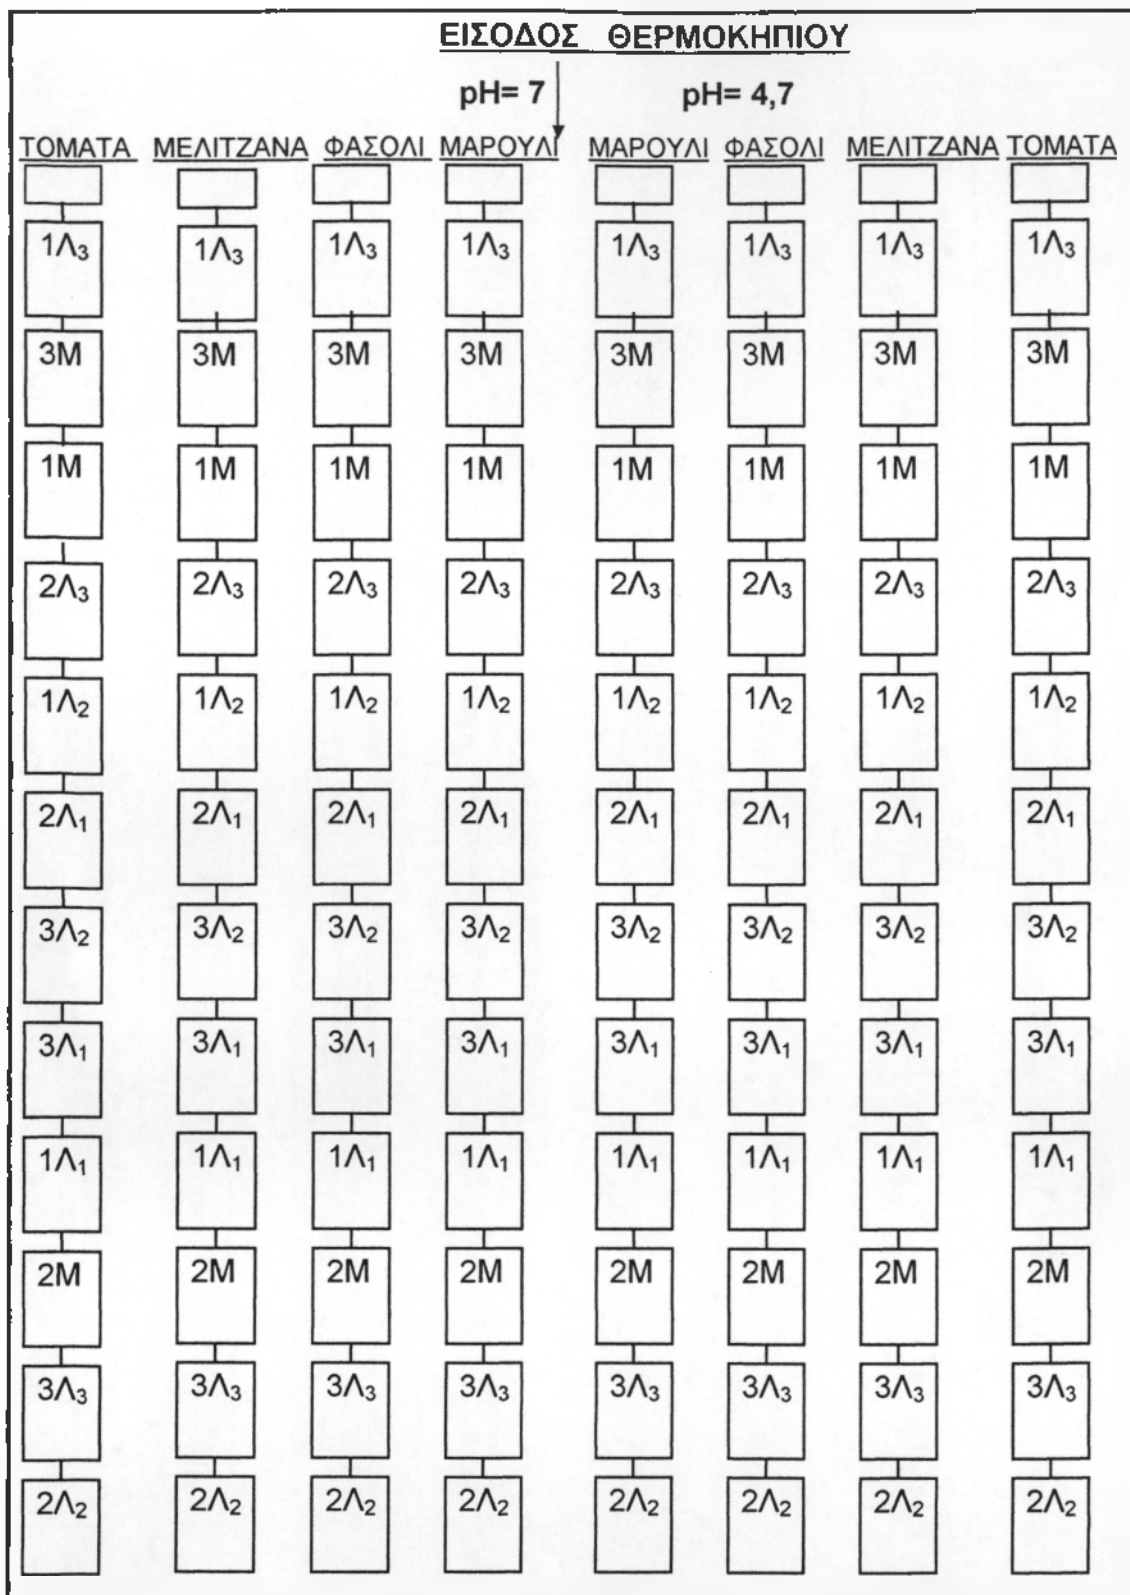 ΕΙΣΟΔΟΣ ΘΕΡΜΟΚΗΠΙΟΥ
pH= 7 pH= 4,7
ΤΟΜΑΤΑ ΜΕΛΙΤΖΑΝΑ ΦΑΣΟΛΙ ΜΑΡΟΥΛΙ ΜΑΡΟΥΛΙ ΦΑΣΟΛΙ ΜΕΛΙΤΖΑΝΑ ΤΟΜΑΤΑ
1Λ₃ 1Λ₃ 1Λ₃ 1Λ₃ 1Λ₃ 1Λ₃ 1Λ₃ 1Λ₃
3Μ 3Μ 3Μ 3Μ 3Μ 3Μ 3Μ 3Μ
1Μ 1Μ 1Μ 1Μ 1Μ 1Μ 1Μ 1Μ
2Λ₃ 2Λ₃ 2Λ₃ 2Λ₃ 2Λ₃ 2Λ₃ 2Λ₃ 2Λ₃
1Λ₂ 1Λ₂ 1Λ₂ 1Λ₂ 1Λ₂ 1Λ₂ 1Λ₂ 1Λ₂
2Λ₁ 2Λ₁ 2Λ₁ 2Λ₁ 2Λ₁ 2Λ₁ 2Λ₁ 2Λ₁
3Λ₂ 3Λ₂ 3Λ₂ 3Λ₂ 3Λ₂ 3Λ₂ 3Λ₂ 3Λ₂
3Λ₁ 3Λ₁ 3Λ₁ 3Λ₁ 3Λ₁ 3Λ₁ 3Λ₁ 3Λ₁
1Λ₁ 1Λ₁ 1Λ₁ 1Λ₁ 1Λ₁ 1Λ₁ 1Λ₁ 1Λ₁
2Μ 2Μ 2Μ 2Μ 2Μ 2Μ 2Μ 2Μ
3Λ₃ 3Λ₃ 3Λ₃ 3Λ₃ 3Λ₃ 3Λ₃ 3Λ₃ 3Λ₃
2Λ₂ 2Λ₂ 2Λ₂ 2Λ₂ 2Λ₂ 2Λ₂ 2Λ₂ 2Λ₂